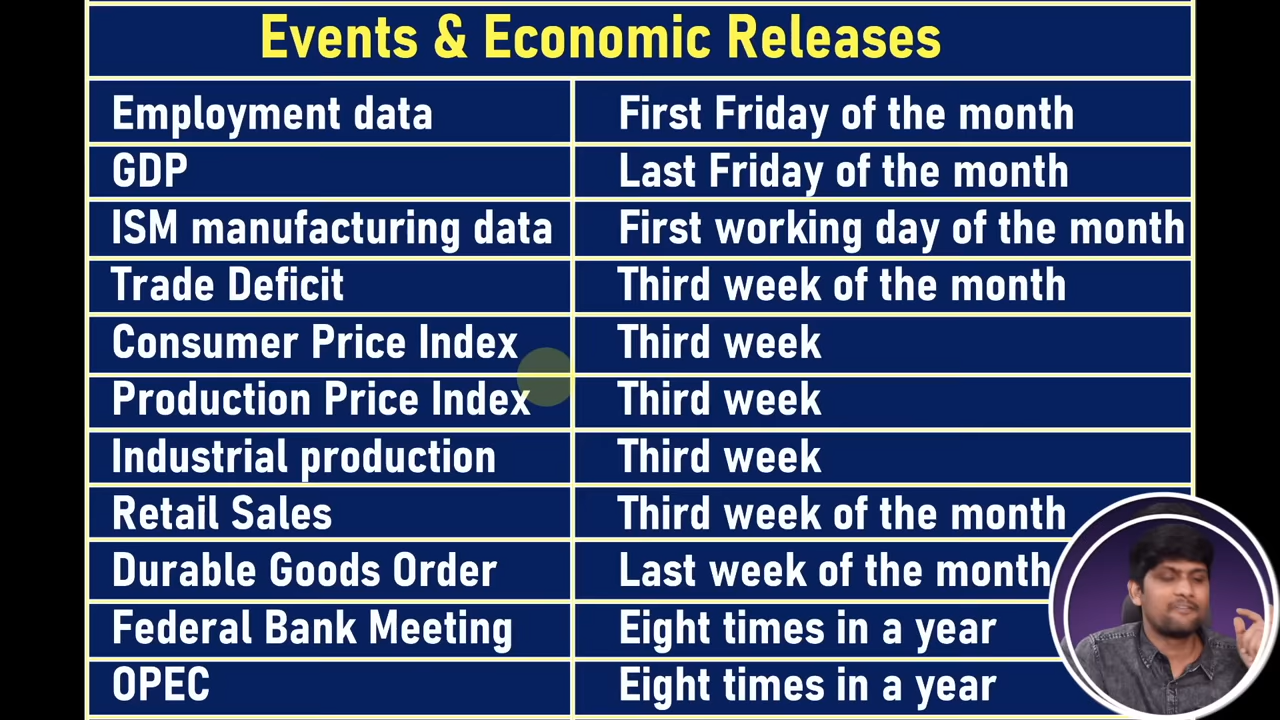 Events & Economic Releases
Employment data First Friday of the month
GDP Last Friday of the month
ISM manufacturing data First working day of the month
Trade Deficit Third week of the month
Consumer Price Index Third week
Production Price Index Third week
Industrial production Third week
Retail Sales Third week of the month
Durable Goods Order Last week of the month
Federal Bank Meeting Eight times in a year
OPEC Eight times in a year